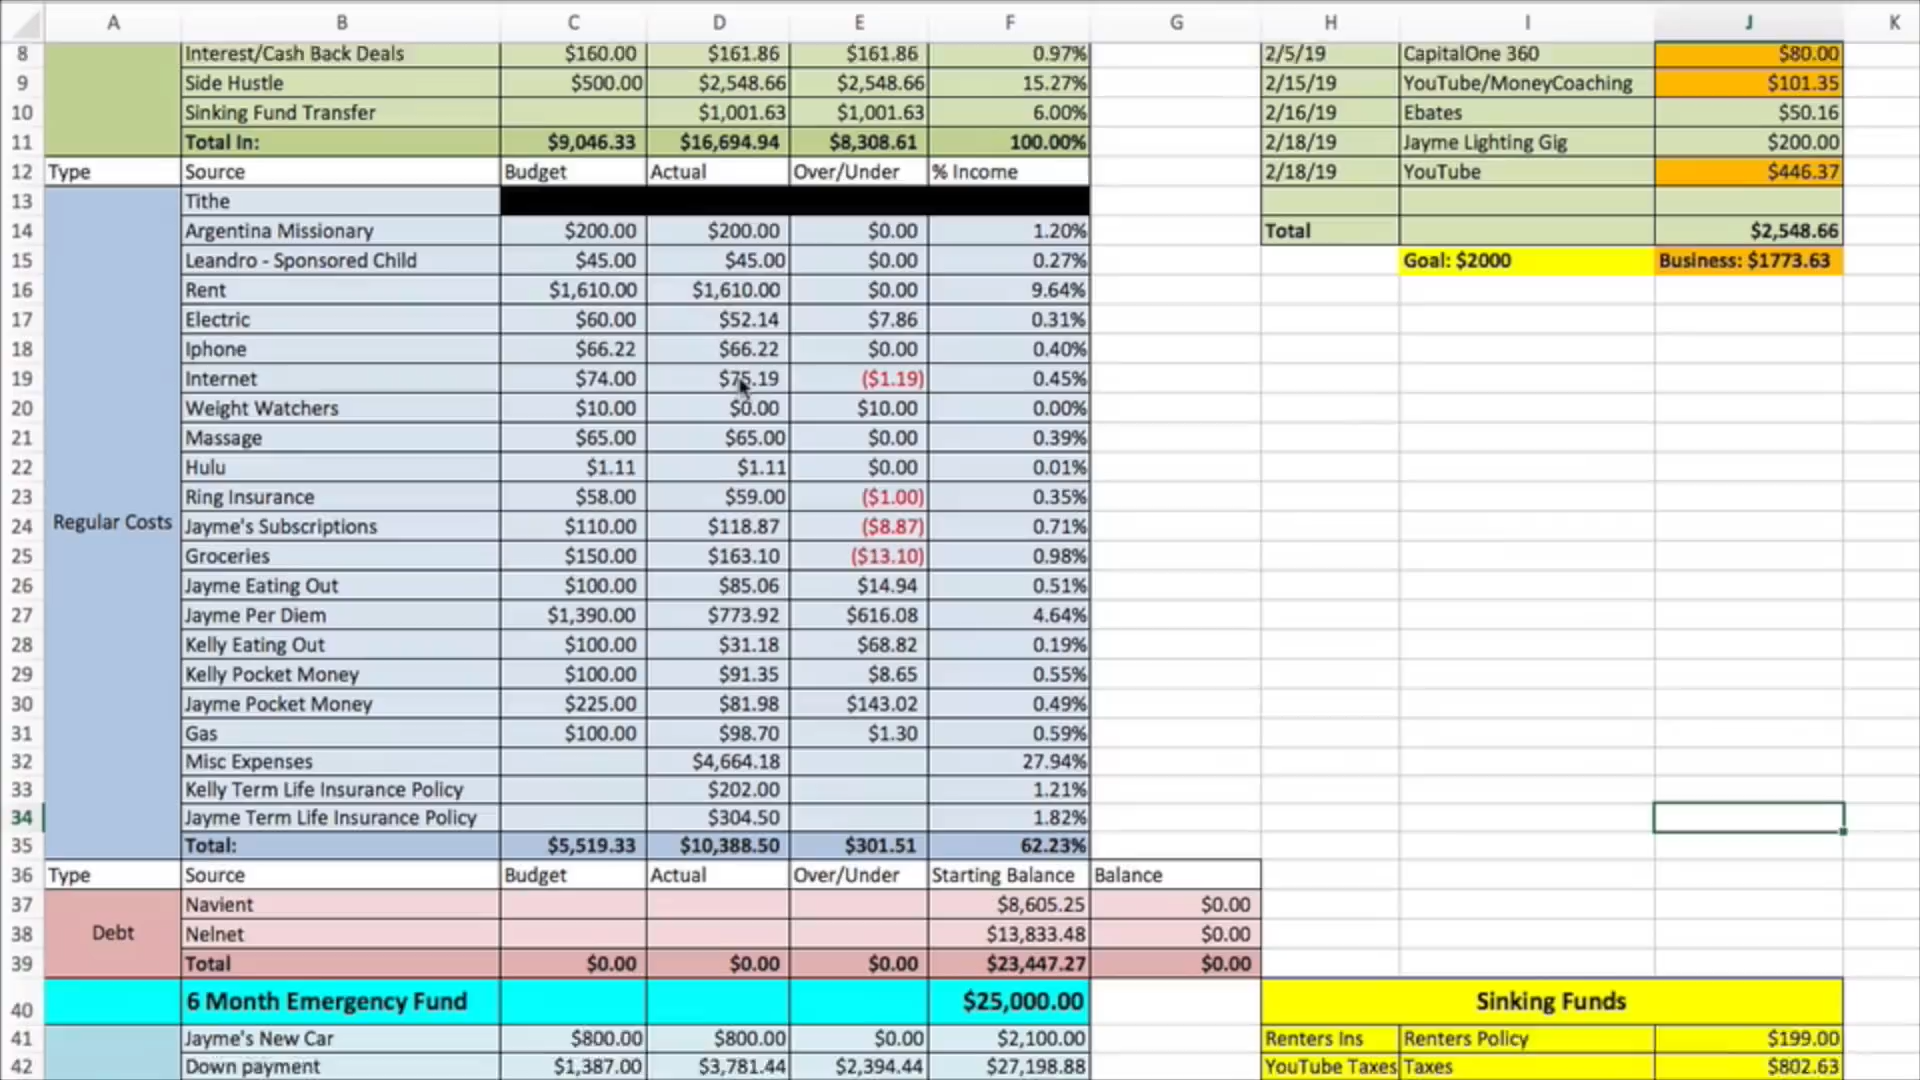 A B C D E F G H I J K
8 Interest/Cash Back Deals $160.00 $161.86 $161.86 0.97% 2/5/19 CapitalOne 360 $80.00
9 Side Hustle $500.00 $2,548.66 $2,548.66 15.27% 2/15/19 YouTube/MoneyCoaching $101.35
10 Sinking Fund Transfer $1,001.63 $1,001.63 6.00% 2/16/19 Ebates $50.16
11 Total In: $9,046.33 $16,694.94 $8,308.61 100.00% 2/18/19 Jayme Lighting Gig $200.00
12 Type Source Budget Actual Over/Under % Income 2/18/19 YouTube $446.37
13 Tithe
14 Argentina Missionary $200.00 $200.00 $0.00 1.20% Total $2,548.66
15 Leandro - Sponsored Child $45.00 $45.00 $0.00 0.27% Goal: $2000 Business: $1773.63
16 Rent $1,610.00 $1,610.00 $0.00 9.64%
17 Electric $60.00 $52.14 $7.86 0.31%
18 Iphone $66.22 $66.22 $0.00 0.40%
19 Internet $74.00 $75.19 ($1.19) 0.45%
20 Weight Watchers $10.00 $0.00 $10.00 0.00%
21 Massage $65.00 $65.00 $0.00 0.39%
22 Hulu $1.11 $1.11 $0.00 0.01%
23 Ring Insurance $58.00 $59.00 ($1.00) 0.35%
24 Regular Costs Jayme's Subscriptions $110.00 $118.87 ($8.87) 0.71%
25 Groceries $150.00 $163.10 ($13.10) 0.98%
26 Jayme Eating Out $100.00 $85.06 $14.94 0.51%
27 Jayme Per Diem $1,390.00 $773.92 $616.08 4.64%
28 Kelly Eating Out $100.00 $31.18 $68.82 0.19%
29 Kelly Pocket Money $100.00 $91.35 $8.65 0.55%
30 Jayme Pocket Money $225.00 $81.98 $143.02 0.49%
31 Gas $100.00 $98.70 $1.30 0.59%
32 Misc Expenses $4,664.18 27.94%
33 Kelly Term Life Insurance Policy $202.00 1.21%
34 Jayme Term Life Insurance Policy $304.50 1.82%
35 Total: $5,519.33 $10,388.50 $301.51 62.23%
36 Type Source Budget Actual Over/Under Starting Balance Balance
37 Navient $8,605.25 $0.00
38 Debt Nelnet $13,833.48 $0.00
39 Total $0.00 $0.00 $0.00 $23,447.27 $0.00
40 6 Month Emergency Fund $25,000.00 Sinking Funds
41 Jayme's New Car $800.00 $800.00 $0.00 $2,100.00 Renters Ins Renters Policy $199.00
42 Down payment $1,387.00 $3,781.44 $2,394.44 $27,198.88 YouTube Taxes Taxes $802.63